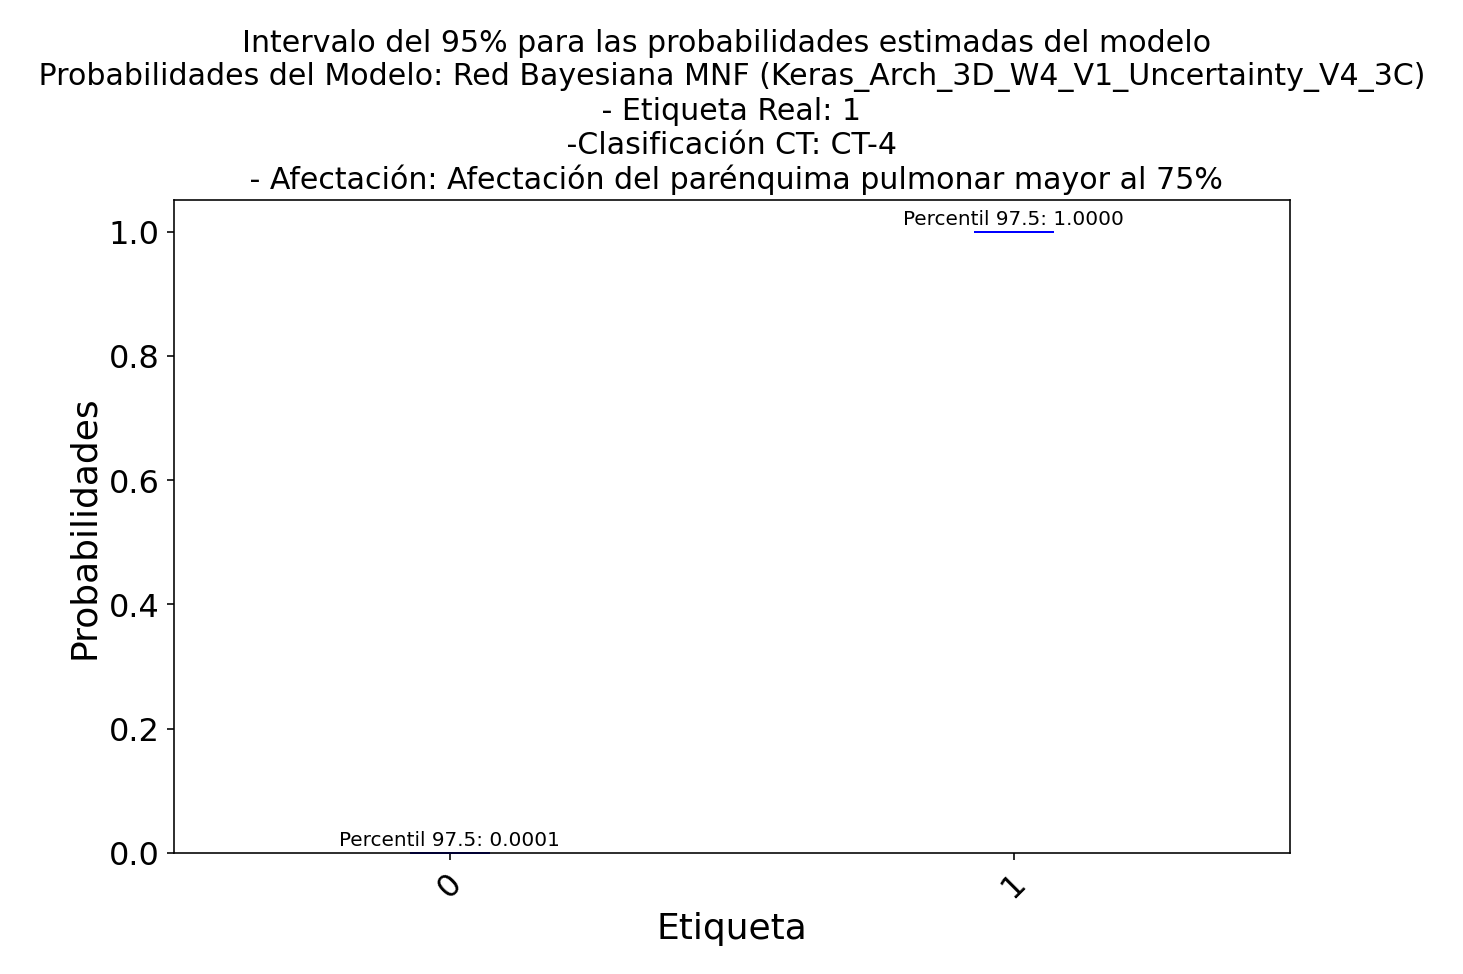 Intervalo del 95% para las probabilidades estimadas del modelo
Probabilidades del Modelo: Red Bayesiana MNF (Keras_Arch_3D_W4_V1_Uncertainty_V4_3C)
- Etiqueta Real: 1
-Clasificación CT: CT-4
- Afectación: Afectación del parénquima pulmonar mayor al 75%
Percentil 97.5: 1.0000
1.0
0.8
0.6
0.4
0.2
0.0
Probabilidades
Percentil 97.5: 0.0001
0
1
Etiqueta